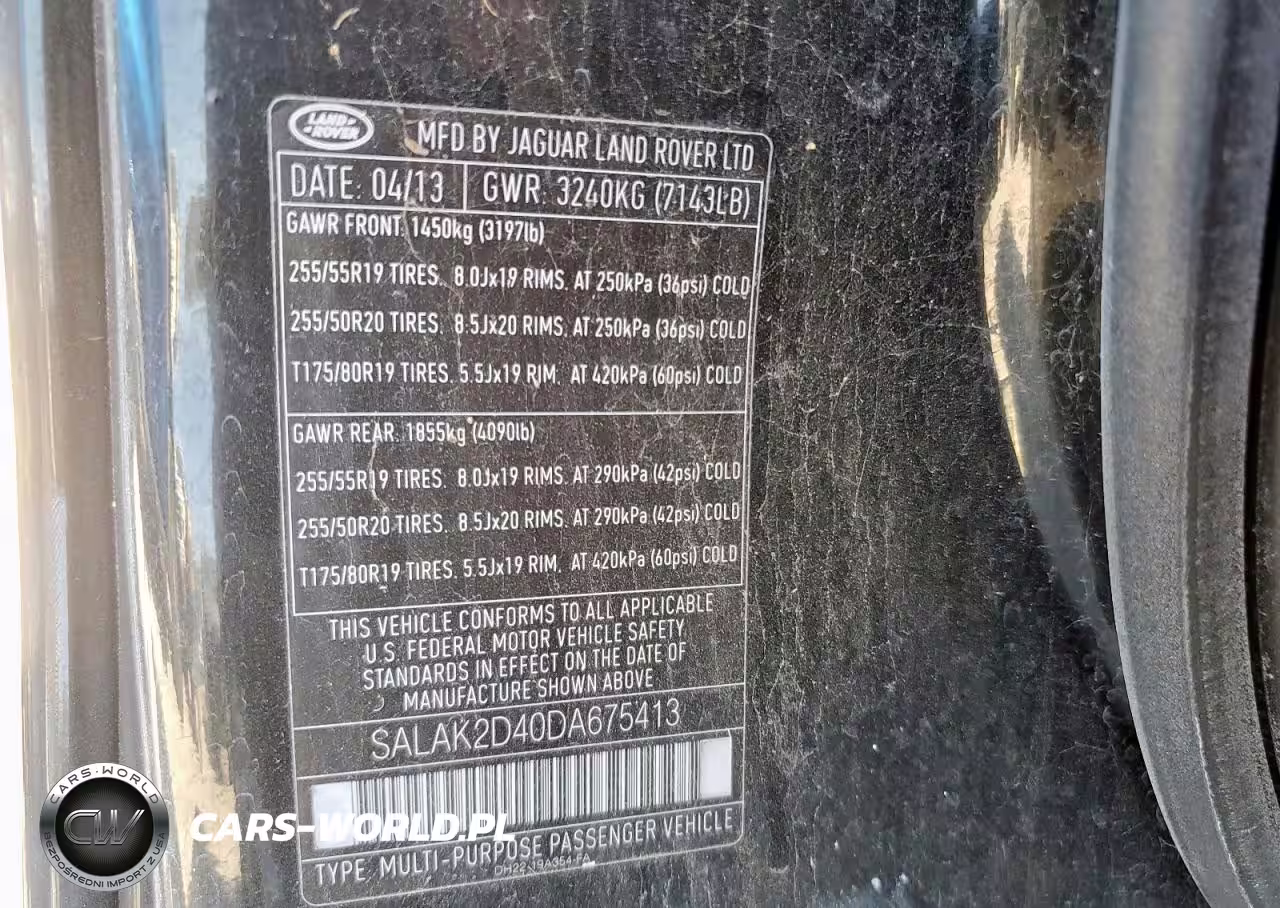 LAND ROVER
MFD BY JAGUAR LAND ROVER LTD
DATE: 04/13 GWR: 3240KG (7143LB)
GAWR FRONT: 1450kg (3197lb)
255/55R19 TIRES. 8.0Jx19 RIMS. AT 250kPa (36psi) COLD
255/50R20 TIRES. 8.5Jx20 RIMS. AT 250kPa (36psi) COLD
T175/80R19 TIRES. 5.5Jx19 RIM. AT 420kPa (60psi) COLD
GAWR REAR: 1855kg (4090lb)
255/55R19 TIRES. 8.0Jx19 RIMS. AT 290kPa (42psi) COLD
255/50R20 TIRES. 8.5Jx20 RIMS. AT 290kPa (42psi) COLD
T175/80R19 TIRES. 5.5Jx19 RIM. AT 420kPa (60psi) COLD
THIS VEHICLE CONFORMS TO ALL APPLICABLE
U.S. FEDERAL MOTOR VEHICLE SAFETY
STANDARDS IN EFFECT ON THE DATE OF
MANUFACTURE SHOWN ABOVE
SALAK2D40DA675413
TYPE: MULTI-PURPOSE PASSENGER VEHICLE
DH22-19A354-FA
CARS-WORLD
CW
BEZPOŚREDNI IMPORT Z USA
CARS-WORLD.PL